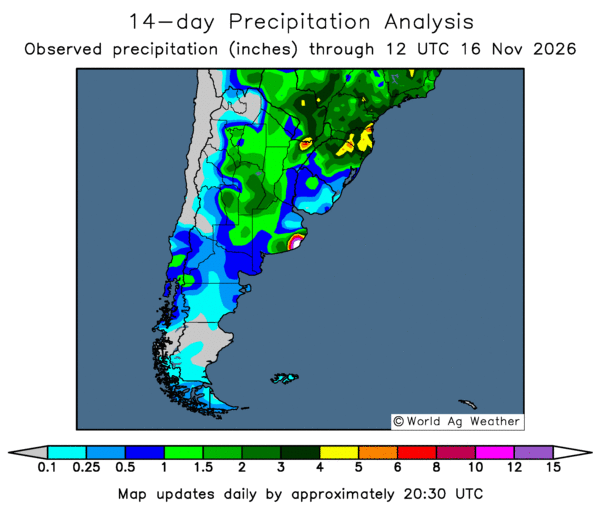 14-day Precipitation Analysis
Observed precipitation (inches) through 12 UTC 16 Nov 2026
© World Ag Weather
0.1 0.25 0.5 1 1.5 2 3 4 5 6 8 10 12 15
Map updates daily by approximately 20:30 UTC